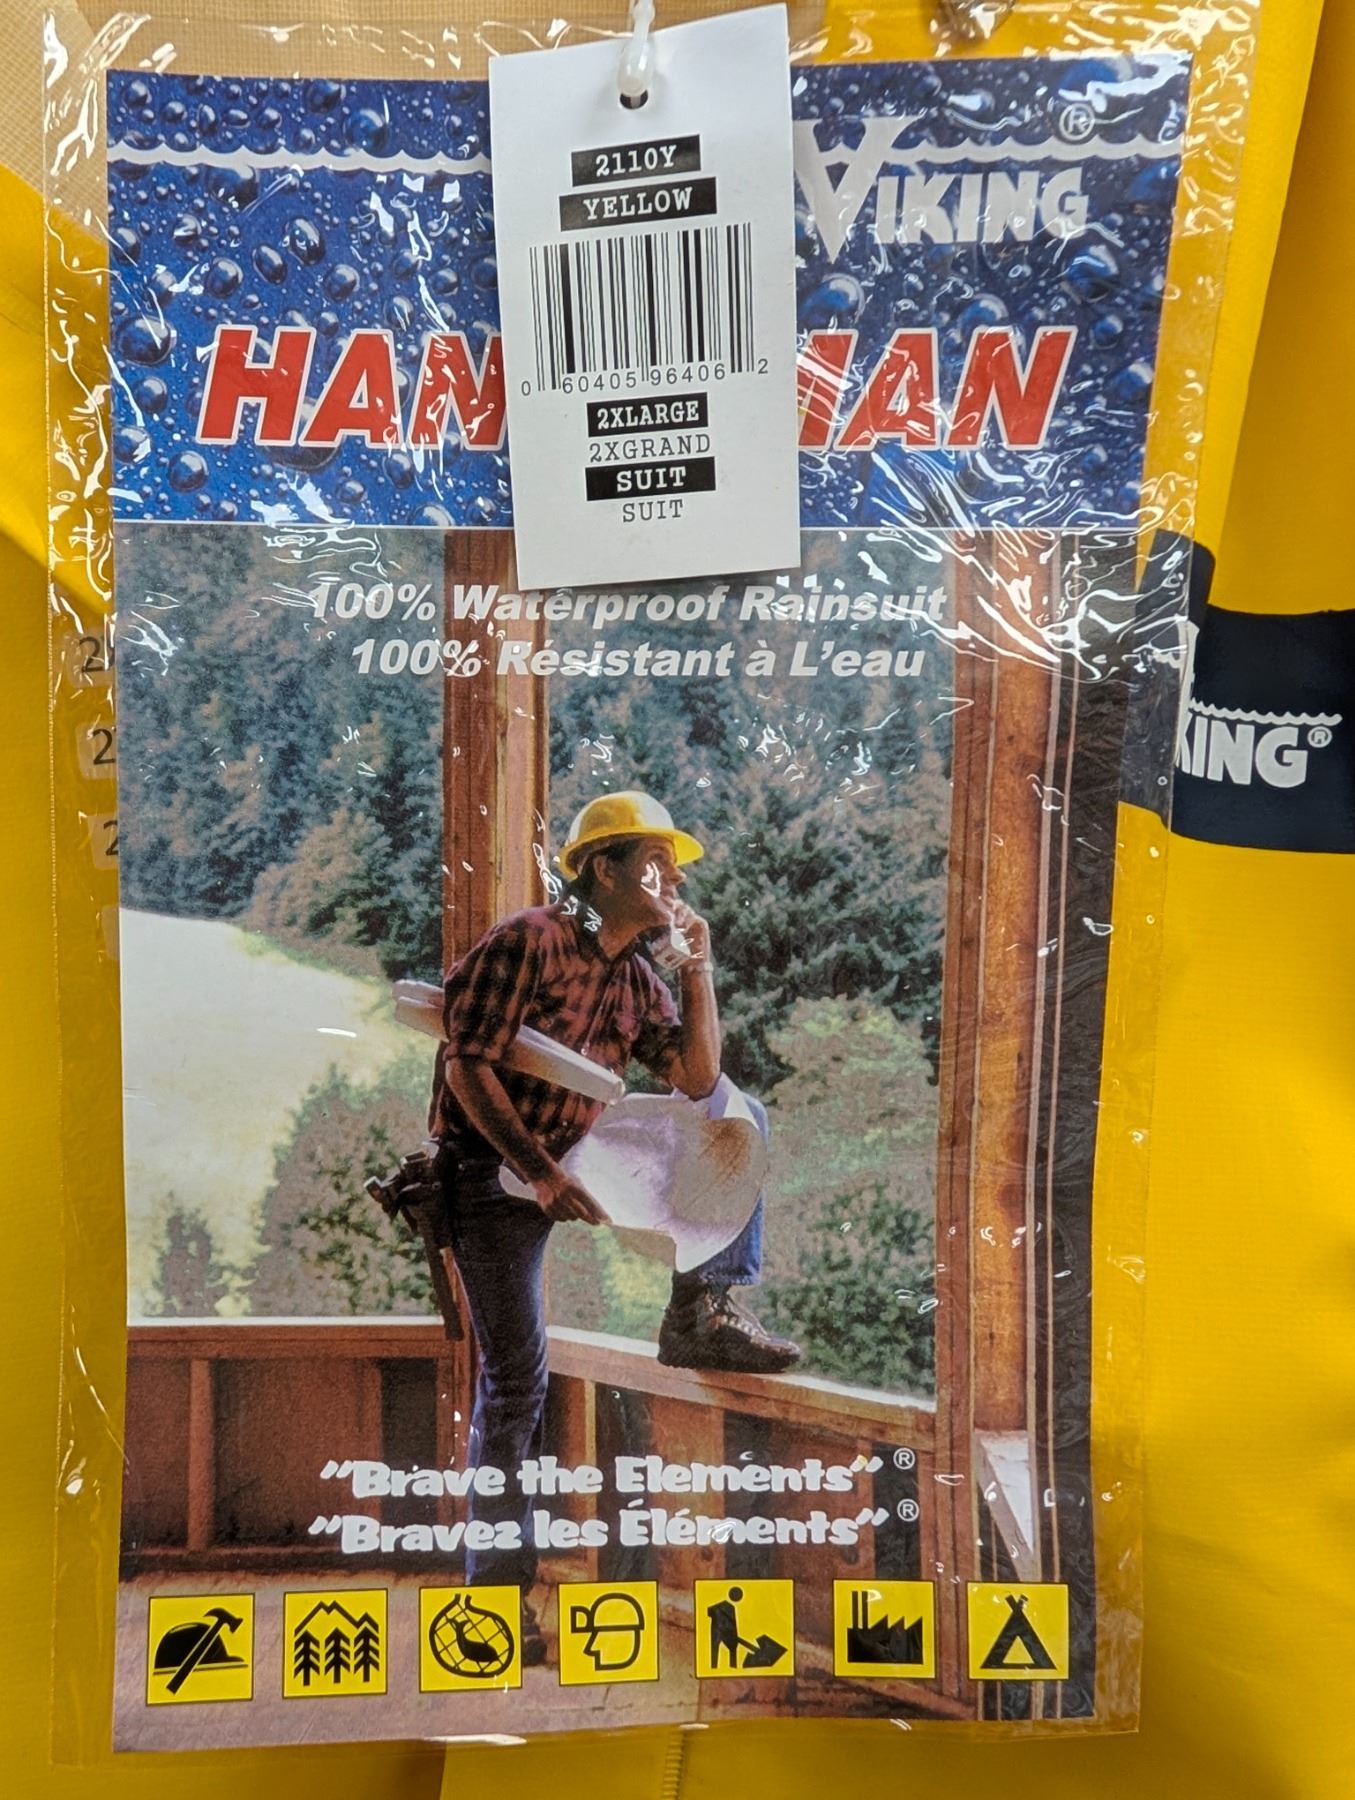 2110Y
YELLOW
VIKING®
0 60405 96406 2
HAN MAN
2XLARGE
2XGRAND
SUIT
SUIT
100% Waterproof Rainsuit
100% Résistant à L'eau
KING®
"Brave the Elements"®
"Bravez les Éléments"®